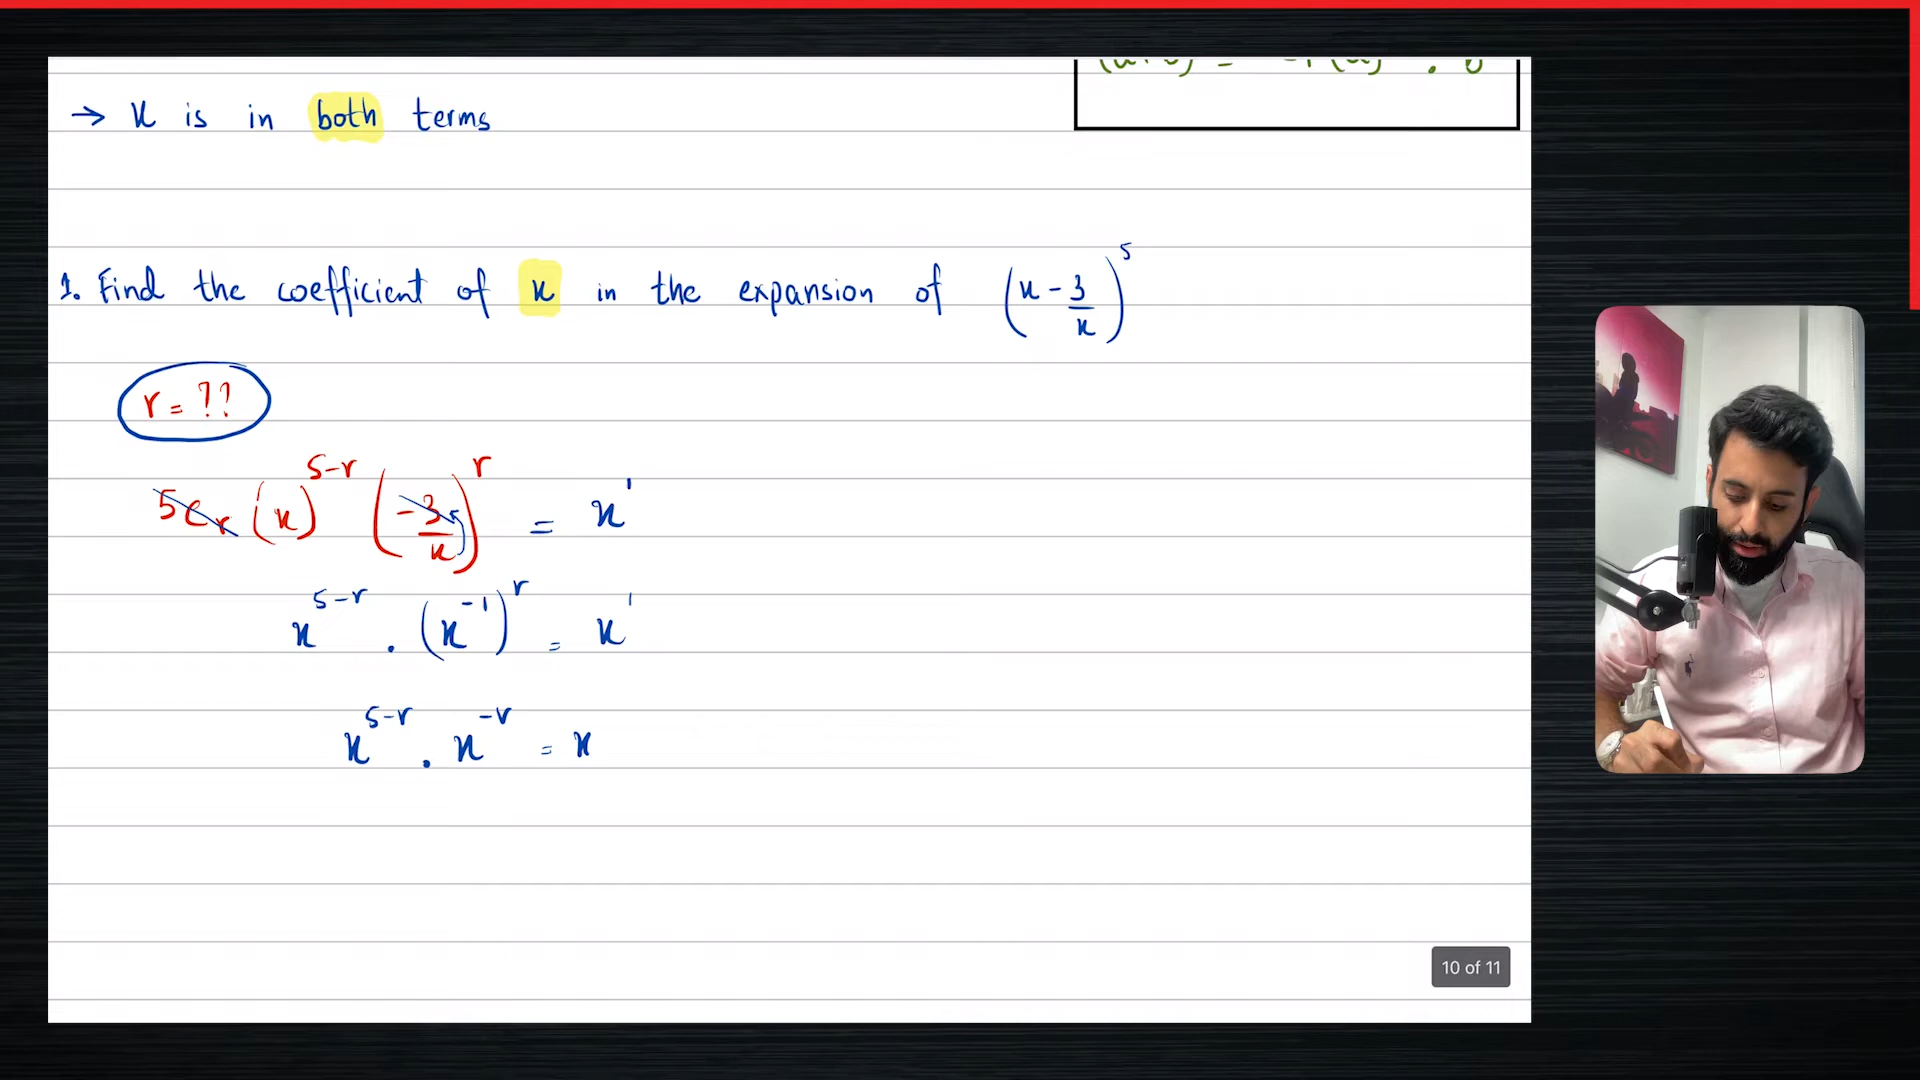 → x is in both terms
1. Find the coefficient of x in the expansion of (x - 3/x)^5
r = ??
5Cr (x)^5-r (-3/x)^r = x^1
x^5-r . (x^-1)^r = x^1
x^5-r . x^-r = x
10 of 11